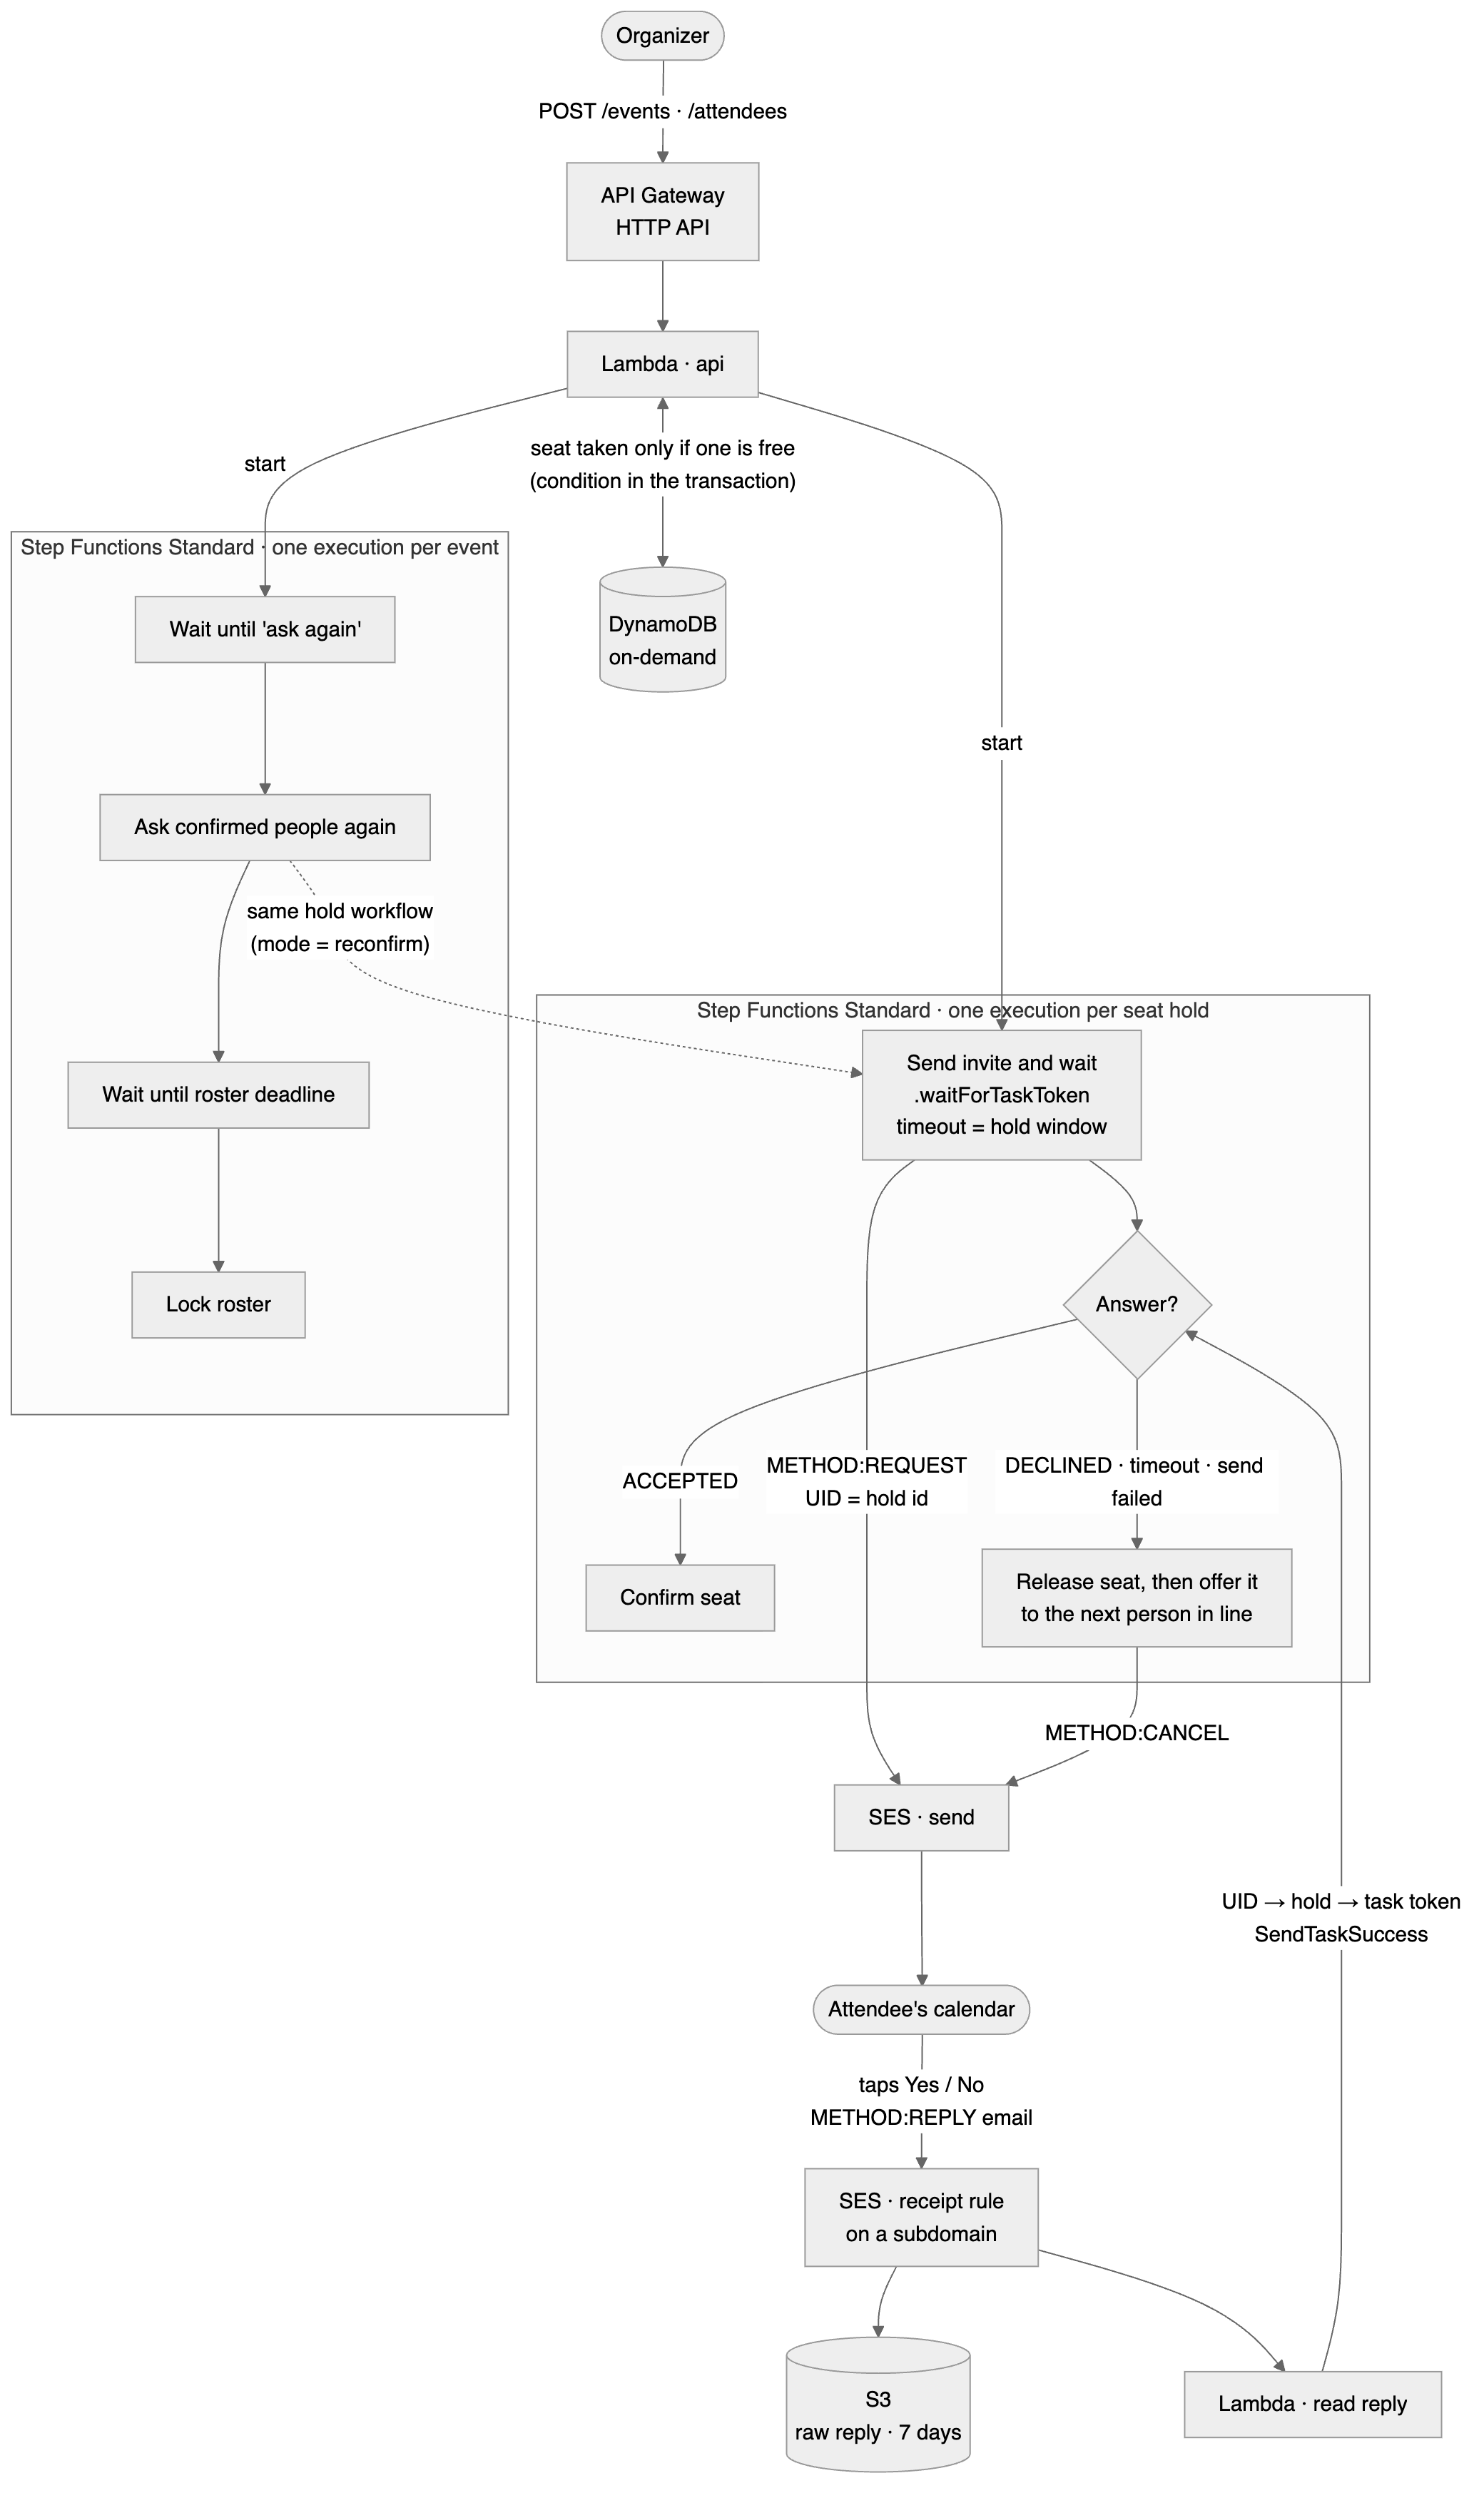 Organizer
POST /events · /attendees
API Gateway
HTTP API
Lambda · api
start
seat taken only if one is free
(condition in the transaction)
Step Functions Standard · one execution per event
Wait until 'ask again'
DynamoDB
on-demand
start
Ask confirmed people again
same hold workflow
(mode = reconfirm)
Step Functions Standard · one execution per seat hold
Send invite and wait
.waitForTaskToken
timeout = hold window
Wait until roster deadline
Lock roster
Answer?
ACCEPTED
METHOD:REQUEST
UID = hold id
DECLINED · timeout · send
failed
Confirm seat
Release seat, then offer it
to the next person in line
METHOD:CANCEL
SES · send
UID → hold → task token
SendTaskSuccess
Attendee's calendar
taps Yes / No
METHOD:REPLY email
SES · receipt rule
on a subdomain
S3
raw reply · 7 days
Lambda · read reply